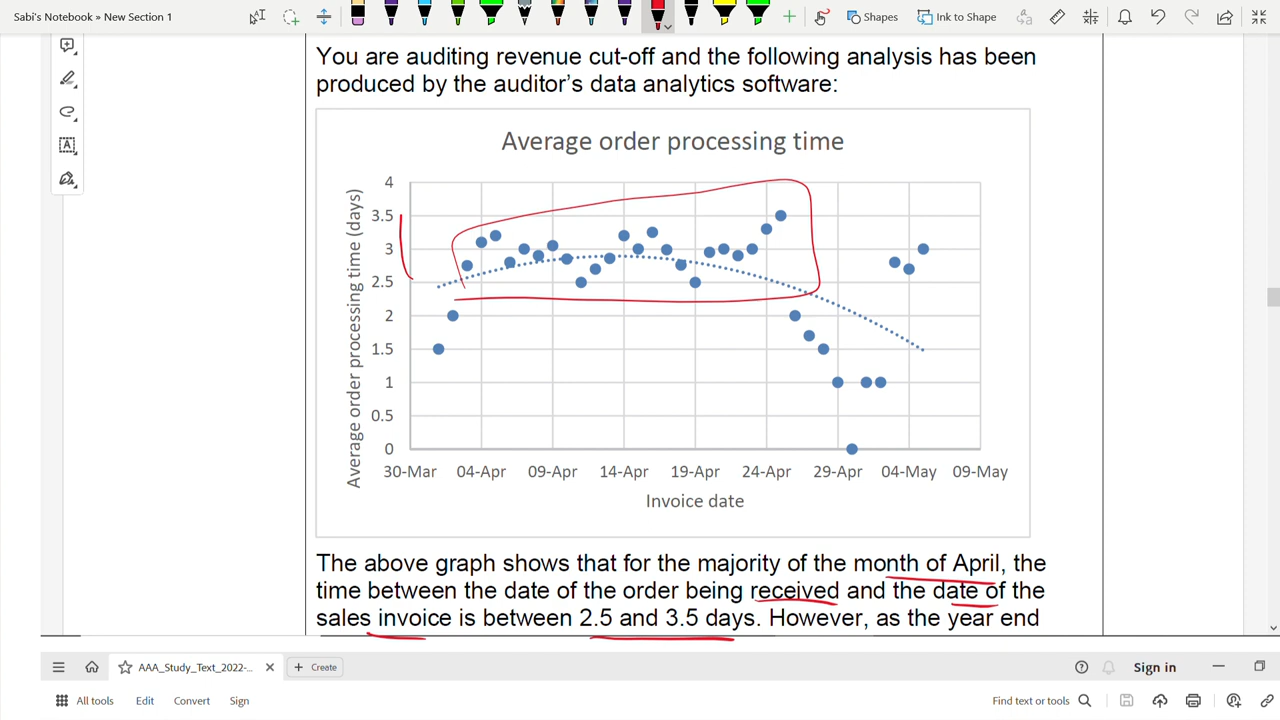 Sabi's Notebook » New Section 1
Shapes
Ink to Shape
You are auditing revenue cut-off and the following analysis has been
produced by the auditor's data analytics software:
Average order processing time
Average order processing time (days)
4
3.5
3
2.5
2
1.5
1
0.5
0
30-Mar 04-Apr 09-Apr 14-Apr 19-Apr 24-Apr 29-Apr 04-May 09-May
Invoice date
The above graph shows that for the majority of the month of April, the
time between the date of the order being received and the date of the
sales invoice is between 2.5 and 3.5 days. However, as the year end
AAA_Study_Text_2022-...
Create
Sign in
All tools Edit Convert Sign
Find text or tools